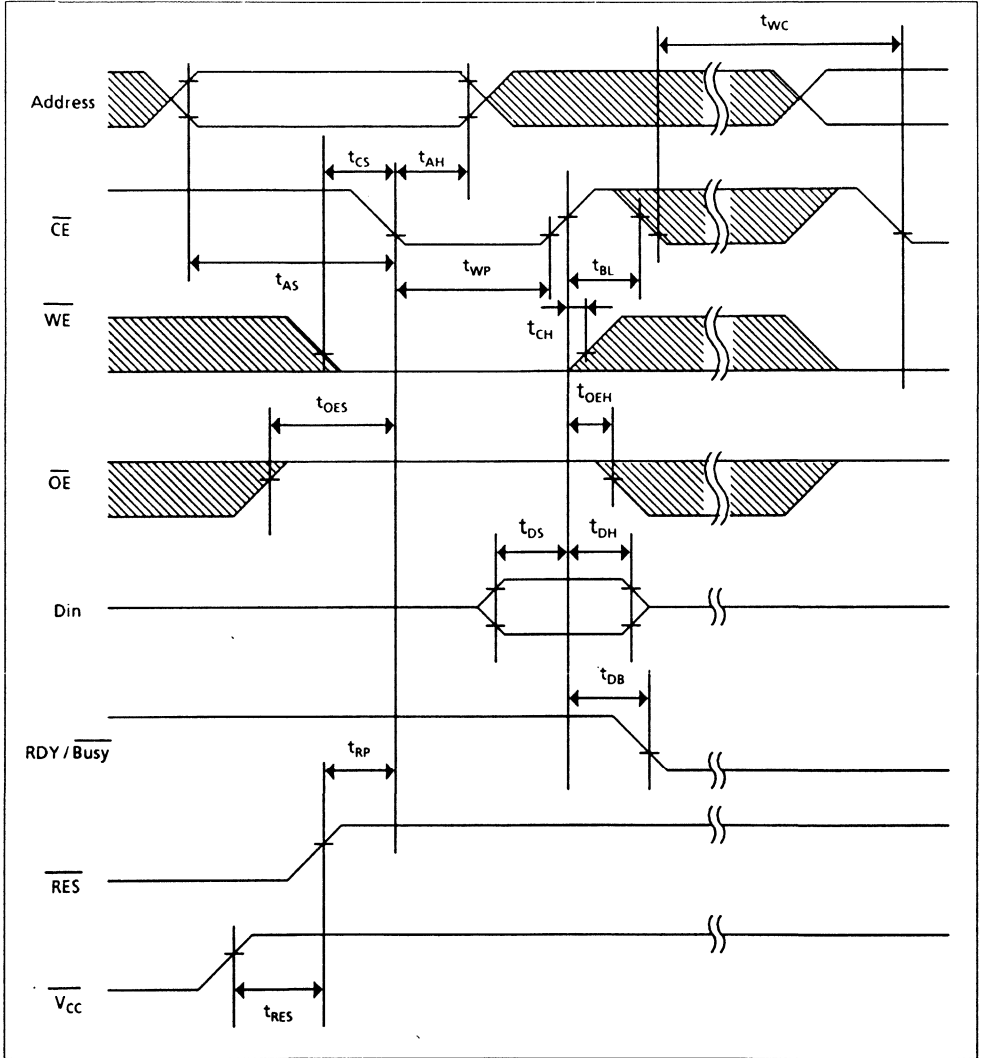 tWC
Address
tCS
tAH
CE
tAS
tWP
tBL
WE
tCH
tOES
tOEH
OE
tDS
tDH
Din
tDB
RDY / Busy
tRP
RES
VCC
tRES